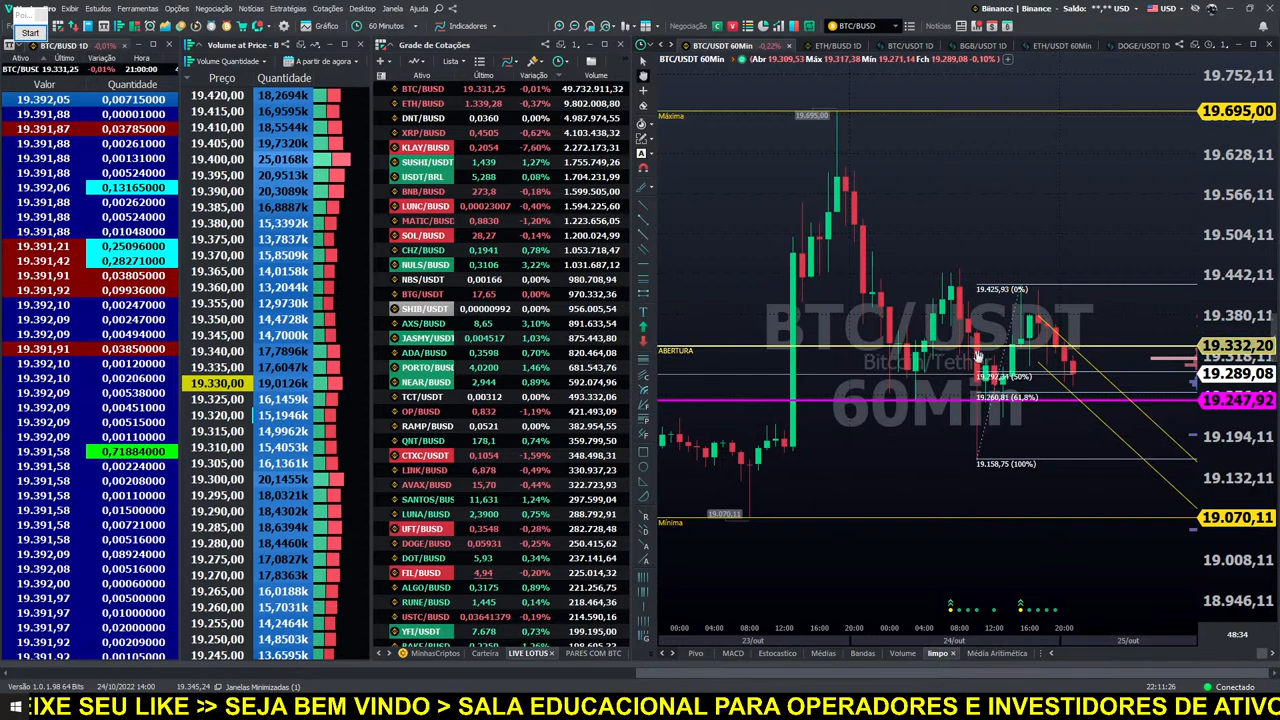 Pro Exibir Estudos Ferramentas Opções Negociação Notícias Estratégias Cotações Desktop Janela Ajuda
Binance | Binance Saldo: **,** USD USD
Start
Gráfico 60 Minutos Indicadores Negociação C V BTC/BUSD Notícias
BTC/BUSD 1D -0,01%
Ativo Último Variação Hora
BTC/BUSI 19.331,25 -0,01% 21:00:00
Valor Quantidade
19.392,05 0,00715000
19.391,88 0,00001000
19.391,87 0,03785000
19.391,88 0,00261000
19.391,88 0,00131000
19.391,88 0,00524000
19.392,06 0,13165000
19.391,88 0,00262000
19.391,88 0,00524000
19.391,88 0,00108000
19.391,21 0,25096000
19.391,42 0,28271000
19.391,91 0,03805000
19.391,92 0,09936000
19.392,10 0,00247000
19.392,09 0,00247000
19.392,09 0,00494000
19.391,91 0,03850000
19.392,10 0,00120000
19.392,10 0,00206000
19.392,09 0,00538000
19.392,09 0,00451000
19.392,09 0,00517000
19.392,09 0,00110000
19.391,58 0,71884000
19.391,58 0,00224000
19.391,58 0,00208000
19.391,58 0,00110000
19.391,58 0,01500000
19.391,58 0,00721000
19.391,58 0,00516000
19.392,09 0,08924000
19.392,08 0,00516000
19.392,00 0,00060000
19.391,97 0,00500000
19.391,97 0,01000000
19.391,97 0,02000000
19.391,92 0,00209000
Volume at Price - B
Volume Quantidade A partir de agora
Preço Quantidade
19.420,00 18,2694k
19.415,00 16,9595k
19.410,00 18,5544k
19.405,00 19,7320k
19.400,00 25,0168k
19.395,00 20,9513k
19.390,00 20,3089k
19.385,00 16,8887k
19.380,00 15,3392k
19.375,00 13,7837k
19.370,00 15,8509k
19.365,00 14,0158k
19.360,00 13,2044k
19.355,00 12,9730k
19.350,00 14,4728k
19.345,00 14,7000k
19.340,00 17,7896k
19.335,00 17,6047k
19.330,00 19,0126k
19.325,00 16,4099k
19.320,00 15,1946k
19.315,00 14,9962k
19.310,00 15,4053k
19.305,00 16,1361k
19.300,00 20,1455k
19.295,00 18,0321k
19.290,00 18,4302k
19.285,00 18,6394k
19.280,00 18,4460k
19.275,00 17,0827k
19.270,00 17,8363k
19.265,00 16,0188k
19.260,00 15,7031k
19.255,00 14,2464k
19.250,00 14,8503k
19.245,00 13,6595k
Grade de Cotações
Lista
Ativo Último Variação Volume
BTC/BUSD 19.331,25 -0,01% 49.732.911,32
ETH/BUSD 1.339,28 -0,37% 9.802.008,80
DNT/BUSD 0,0360 0,00% 4.987.974,55
XRP/BUSD 0,4505 -0,62% 4.103.438,32
KLAY/BUSD 0,2054 -7,60% 2.272.173,31
SUSHI/USDT 1,439 1,27% 1.755.749,26
USDT/BRL 5,288 0,08% 1.704.231,99
BNB/BUSD 273,8 -0,18% 1.599.505,00
LUNC/BUSD 0,00023007 -0,40% 1.594.225,60
MATIC/BUSD 0,8830 -1,20% 1.223.656,05
SOL/BUSD 28,27 -0,14% 1.200.024,99
CHZ/BUSD 0,1941 0,78% 1.053.718,47
NULS/BUSD 0,3106 3,22% 1.031.687,12
NBS/USDT 0,00166 0,00% 980.708,94
BTG/USDT 17,65 0,00% 970.332,36
SHIB/USDT 0,00000992 0,00% 956.005,54
AXS/BUSD 8,65 3,10% 891.633,54
JASMY/USDT 0,004517 1,03% 875.443,80
ADA/BUSD 0,3598 0,70% 820.464,08
PORTO/BUSD 4,0200 2,16% 681.543,76
NEAR/BUSD 2,944 0,89% 592.074,96
TCT/USDT 0,00312 0,00% 493.332,06
OP/BUSD 0,832 -1,19% 421.493,09
RAMP/BUSD 0,0521 0,00% 382.954,55
QNT/BUSD 178,1 0,34% 359.799,50
CTXC/USDT 0,1054 -1,59% 348.498,31
LINK/BUSD 6,878 -0,49% 330.937,23
AVAX/BUSD 15,70 -0,44% 322.723,93
SANTOS/BUS 11,631 1,24% 297.599,04
LUNA/BUSD 2,3900 0,75% 288.792,91
UFT/BUSD 0,3548 -0,28% 282.728,48
DOGE/BUSD 0,05931 -0,25% 250.415,62
DOT/BUSD 5,93 0,34% 237.141,64
FIL/BUSD 4,94 -0,20% 225.014,32
ALGO/BUSD 0,3175 0,89% 221.256,75
RUNE/BUSD 1,445 0,14% 218.464,36
USTC/BUSD 0,03641379 -0,19% 214.590,16
YFI/USDT 7.678 0,73% 199.195,00
MinhasCriptos Carteira LIVE LOTUS PARES COM BTC
BTC/USDT 60Min -0,22% ETH/BUSD 1D BTC/USDT 1D BGB/USDT 1D ETH/USDT 60Min DOGE/USDT 1D
BTC/USDT 60Min (Abr 19.309,53 Máx 19.317,38 Mín 19.271,14 Fch 19.289,08 -0,10%)
19.752,11
19.695,00
Máxima 19.695,00
19.628,11
19.566,11
19.504,11
19.442,11
19.425,93 (0%)
19.380,11
BTC/USDT
ABERTURA 19.332,20
Bitcoin / Tether
19.289,08
60Min
19.260,81 (61,8%)
19.247,92
19.194,11
19.158,75 (100%)
19.132,11
19.070,11
Mínima 19.070,11
19.008,11
18.946,11
00:00 04:00 08:00 12:00 16:00 20:00 00:00 04:00 08:00 12:00 16:00 20:00
23/out 24/out 25/out
48:34
Pivo MACD Estocastico Médias Bandas Volume limpo Média Aritmética
Versão 1.0.1.98 64 Bits 24/10/2022 14:00 19.345,24 Janelas Minimizadas (1) 22:11:26 Conectado
EIXE SEU LIKE >> SEJA BEM VINDO > SALA EDUCACIONAL PARA OPERADORES E INVESTIDORES DE ATIVO